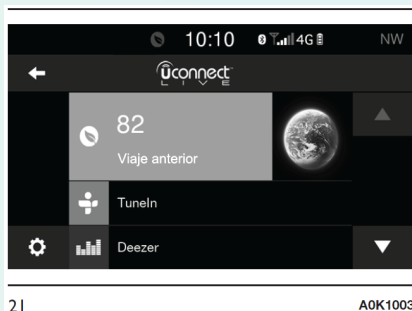 10:10 4G NW
uconnect
LIVE
82
Viaje anterior
TuneIn
Deezer
21 A0K1003